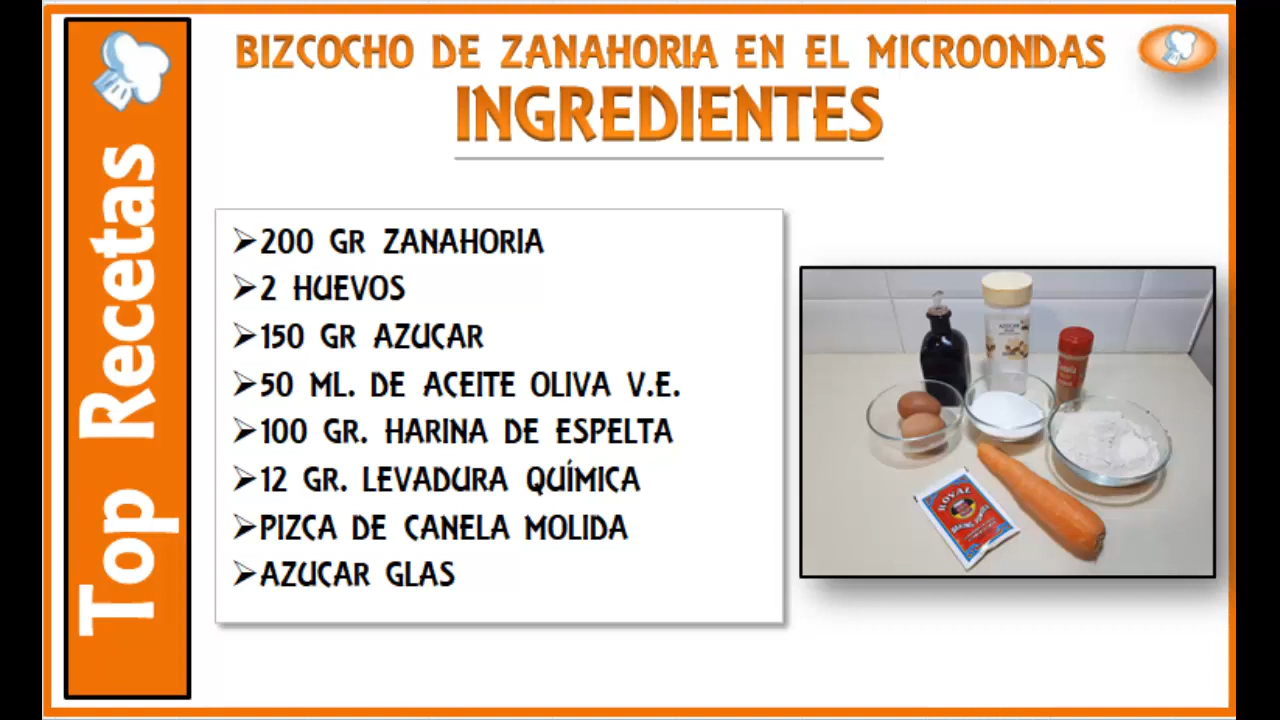 Top Recetas
BIZCOCHO DE ZANAHORIA EN EL MICROONDAS
INGREDIENTES
➢200 GR ZANAHORIA
➢2 HUEVOS
➢150 GR AZUCAR
➢50 ML. DE ACEITE OLIVA V.E.
➢100 GR. HARINA DE ESPELTA
➢12 GR. LEVADURA QUÍMICA
➢PIZCA DE CANELA MOLIDA
➢AZUCAR GLAS
AZUCAR
ROYAL